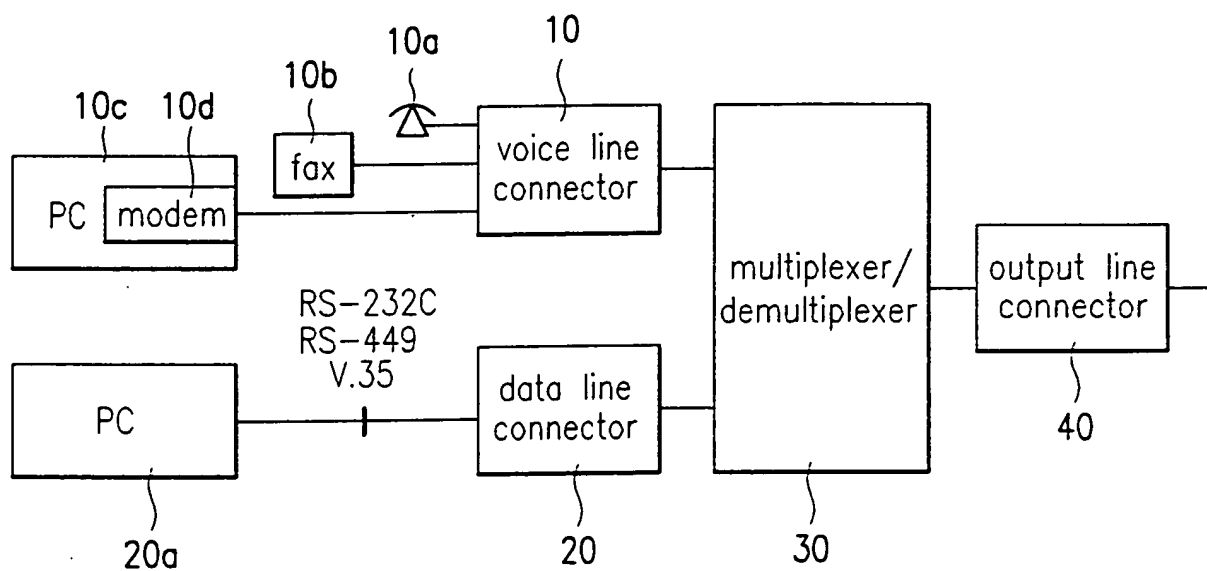 10a
10
10b
10c
10d
fax
voice line
connector
PC
modem
multiplexer/
demultiplexer
output line
connector
RS-232C
RS-449
V.35
PC
data line
connector
40
20a
20
30